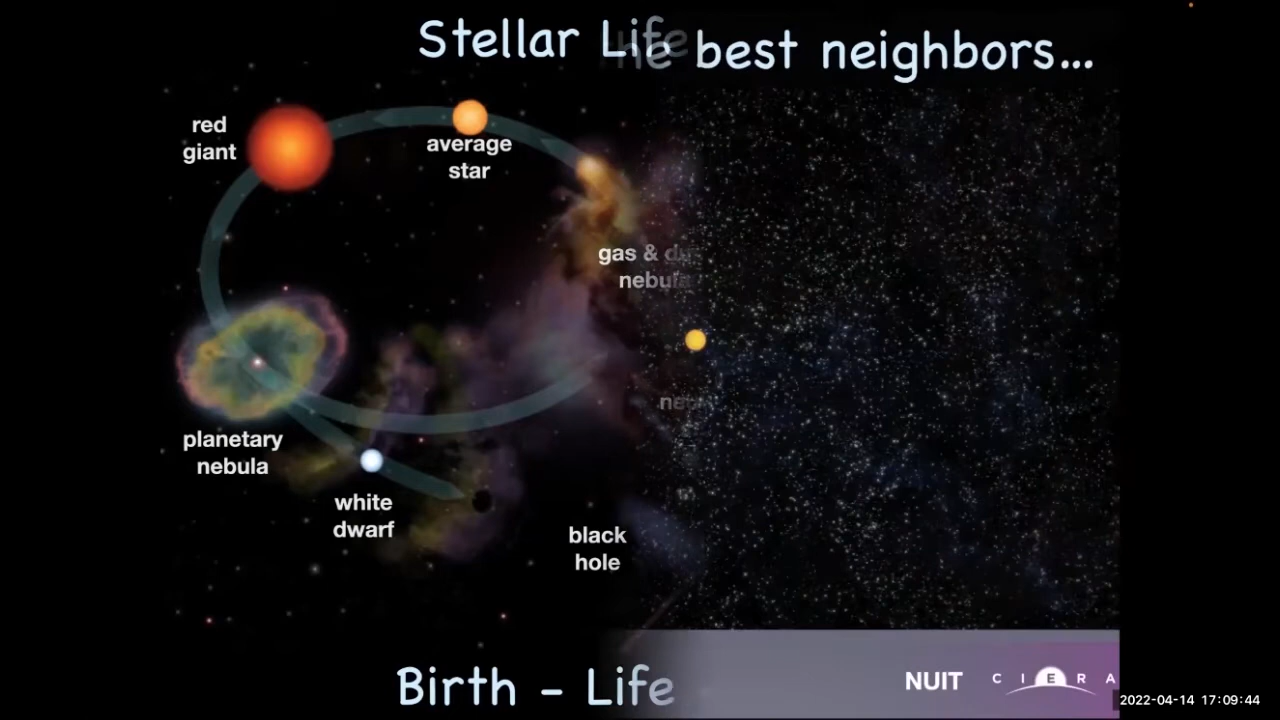 Stellar Life
best neighbors...
red
giant
average
star
gas &
nebula
planetary
nebula
white
dwarf
black
hole
Birth - Life
NUIT
CIERA
2022-04-14 17:09:44